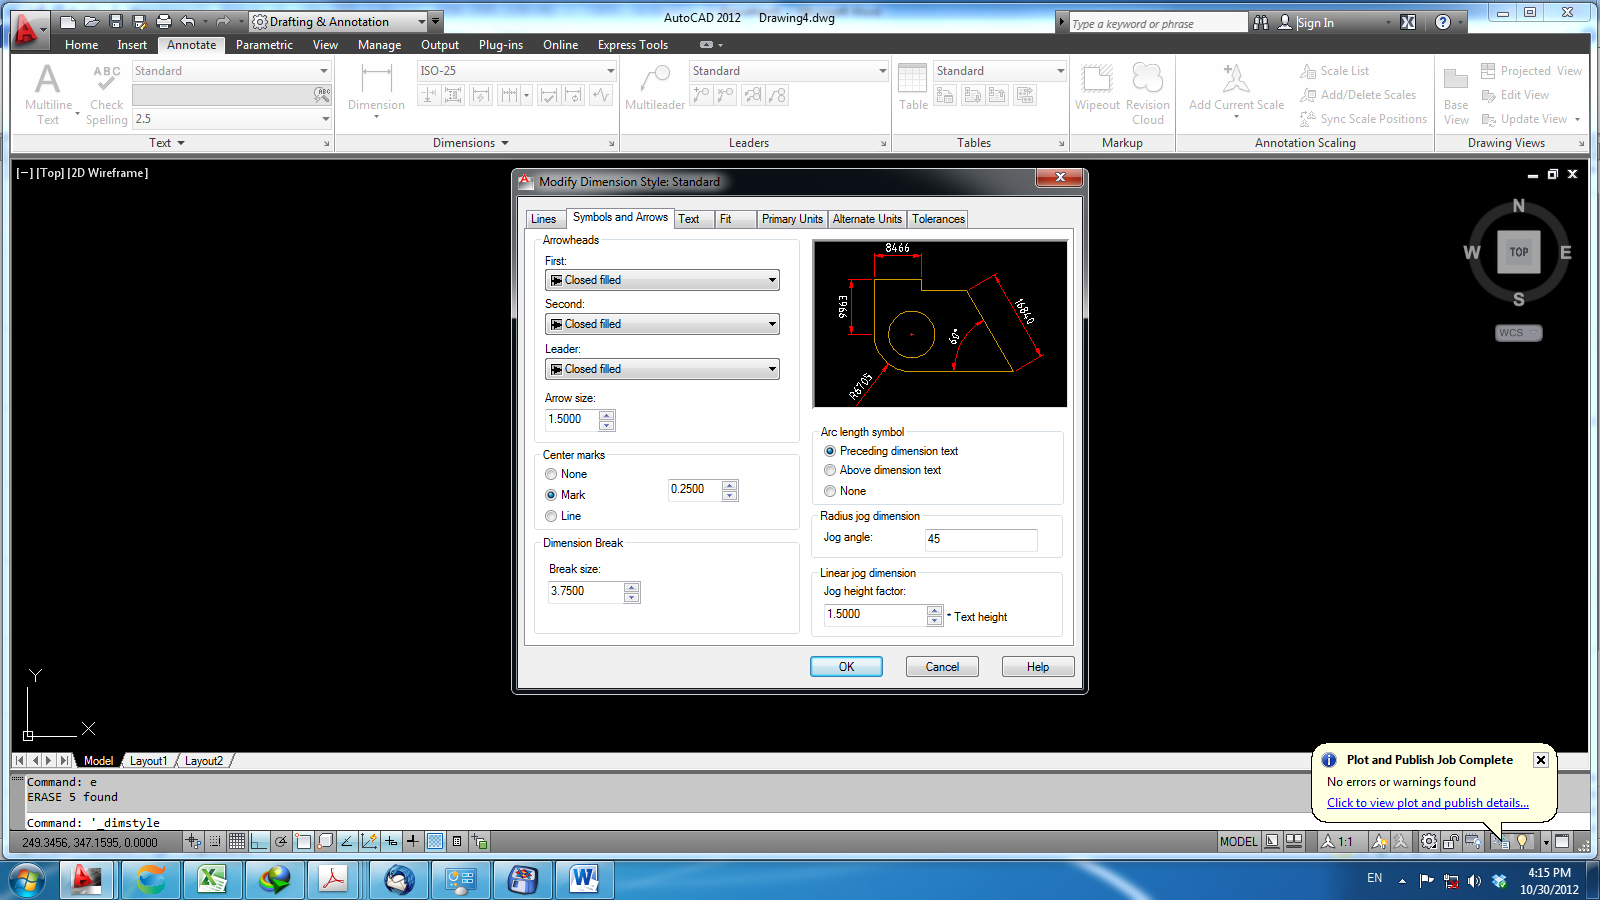 Drafting & Annotation
AutoCAD 2012 Drawing4.dwg
Type a keyword or phrase
Sign In
Home Insert Annotate Parametric View Manage Output Plug-ins Online Express Tools
A
Multiline Text
ABC
Check Spelling
Standard
ABC
2.5
Text
Dimension
ISO-25
Dimensions
Multileader
Standard
Leaders
Table
Standard
Tables
Wipeout
Revision Cloud
Markup
Add Current Scale
Scale List
Add/Delete Scales
Sync Scale Positions
Annotation Scaling
Base View
Projected View
Edit View
Update View
Drawing Views
[−] [Top] [2D Wireframe]
N
W TOP E
S
WCS
Modify Dimension Style: Standard
Lines Symbols and Arrows Text Fit Primary Units Alternate Units Tolerances
Arrowheads
First:
Closed filled
Second:
Closed filled
Leader:
Closed filled
Arrow size:
1.5000
Center marks
None
Mark
0.2500
Line
Dimension Break
Break size:
3.7500
8466
16840
60°
R6705
Arc length symbol
Preceding dimension text
Above dimension text
None
Radius jog dimension
Jog angle:
45
Linear jog dimension
Jog height factor:
1.5000
* Text height
OK Cancel Help
Y
X
Model Layout1 Layout2
Command: e
ERASE 5 found
Command: '_dimstyle
Plot and Publish Job Complete
No errors or warnings found
Click to view plot and publish details...
249.3456, 347.1595, 0.0000
MODEL
1:1
EN
4:15 PM
10/30/2012